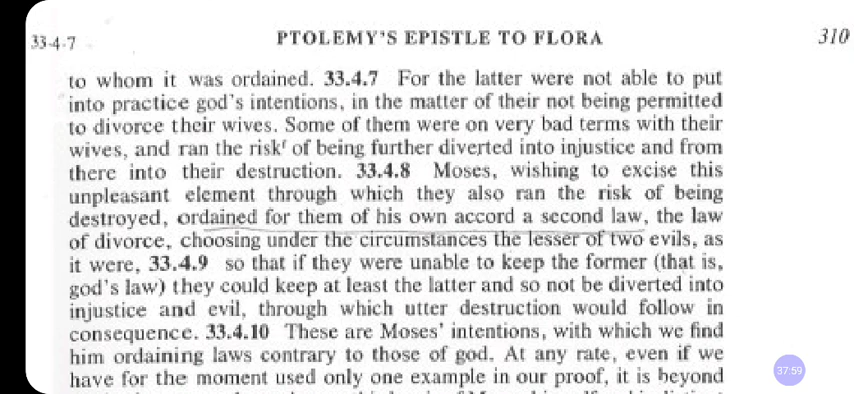 33·4·7 PTOLEMY'S EPISTLE TO FLORA 310
to whom it was ordained. 33.4.7 For the latter were not able to put
into practice god's intentions, in the matter of their not being permitted
to divorce their wives. Some of them were on very bad terms with their
wives, and ran the riskʳ of being further diverted into injustice and from
there into their destruction. 33.4.8 Moses, wishing to excise this
unpleasant element through which they also ran the risk of being
destroyed, ordained for them of his own accord a second law, the law
of divorce, choosing under the circumstances the lesser of two evils, as
it were, 33.4.9 so that if they were unable to keep the former (that is,
god's law) they could keep at least the latter and so not be diverted into
injustice and evil, through which utter destruction would follow in
consequence. 33.4.10 These are Moses' intentions, with which we find
him ordaining laws contrary to those of god. At any rate, even if we
have for the moment used only one example in our proof, it is beyond
37:59